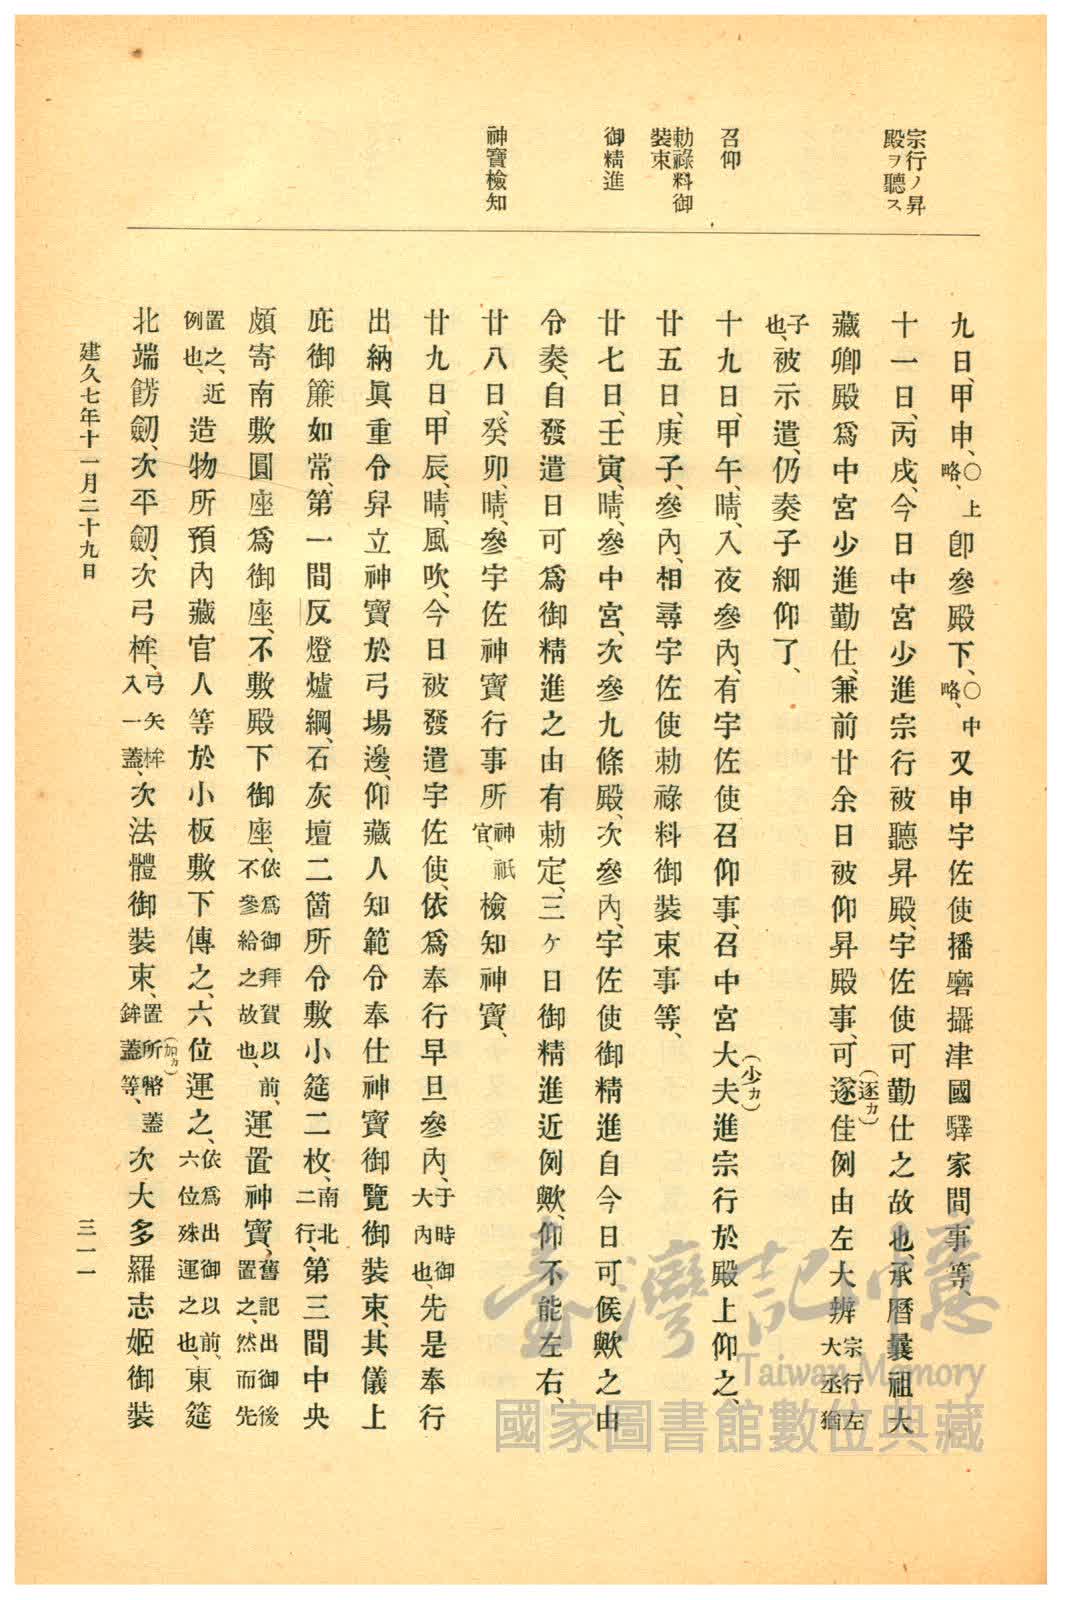 宗行ノ昇
殿ヲ聽ス
召仰
勅祿料御
裝束
御精進
神寶檢知
九日、甲申、〇上略、卽參殿下、〇中略、又申宇佐使播磨攝津國驛家間事等、
十一日、丙戌、今日中宮少進宗行被聽昇殿、宇佐使可勤仕之故也、承曆曩祖大
藏卿殿爲中宮少進勤仕、兼前廿余日被仰昇殿事、可遂(逐カ)佳例由左大辨宗行左大丞猶
子也、被示遣、仍奏子細仰了、
十九日、甲午、晴、入夜參內、有宇佐使召仰事、召中宮大夫(少カ)進宗行於殿上仰之、
廿五日、庚子、參內、相尋宇佐使勅祿料御裝束事等、
廿七日、壬寅、晴、參中宮、次參九條殿、次參內、宇佐使御精進自今日可候歟之由
令奏、自發遣日可爲御精進之由有勅定、三ケ日御精進近例歟、仰不能左右、
廿八日、癸卯、晴、參宇佐神寶行事所神祇官、檢知神寶、
廿九日、甲辰、晴、風吹、今日被發遣宇佐使、依爲奉行早旦參內、于時御大內也、先是奉行
出納眞重令舁立神寶於弓場邊、仰藏人知範令奉仕神寶御覽御裝束、其儀上
庇御簾如常、第一間反燈爐綱、石灰壇二箇所令敷小筵二枚、南北二行、第三間中央
頗寄南敷圓座爲御座、不敷殿下御座、依爲御拜賀以前、不參給之故也、運置神寶、舊記出御後置之、然而先
置之、近例也、造物所預內藏官人等於小板敷下傳之、六位運之、依爲出御以前、六位殊運之也、東筵
北端餝劒、次平劒、次弓桙、弓矢桙入一蓋、次法體御裝束、置所(加カ)幣蓋鉾蓋等、次大多羅志姬御裝
建久七年十一月二十九日
三一一
臺灣記憶
Taiwan Memory
國家圖書館數位典藏